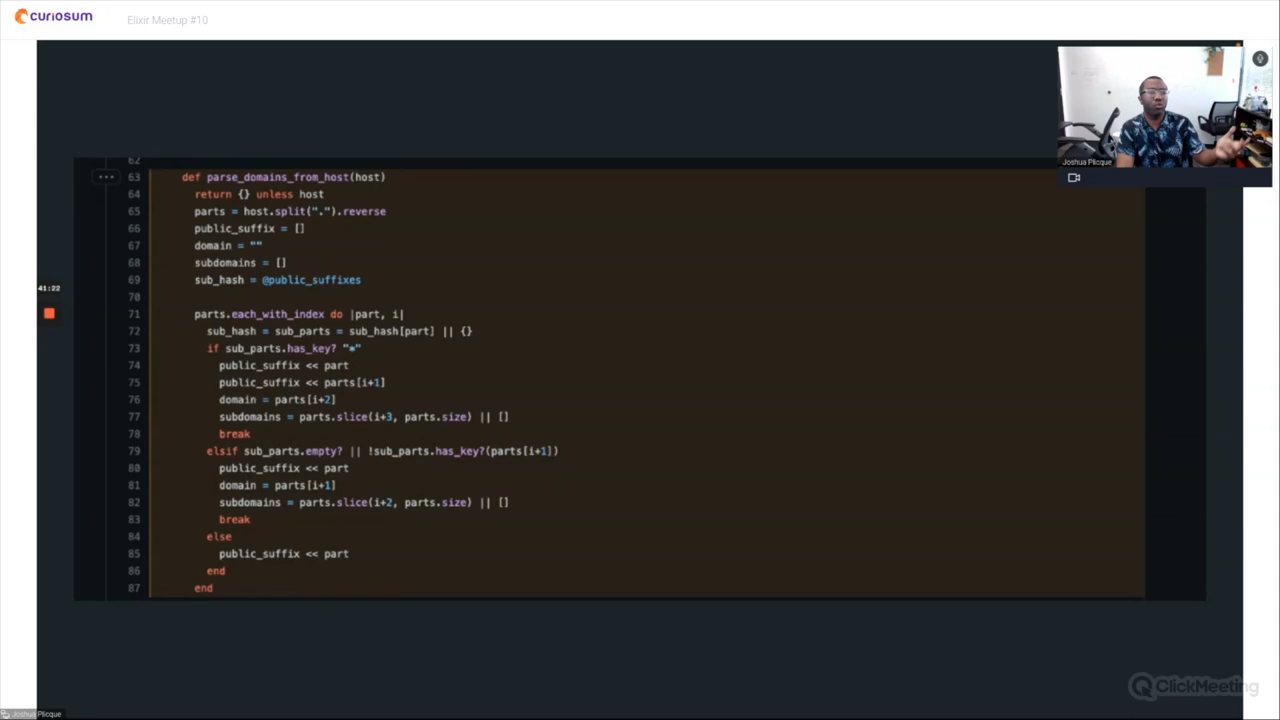 curiosum
Elixir Meetup #10
Joshua Plicque
62
63 def parse_domains_from_host(host)
64 return {} unless host
65 parts = host.split(".").reverse
66 public_suffix = []
67 domain = ""
68 subdomains = []
69 sub_hash = @public_suffixes
70
71 parts.each_with_index do |part, i|
72 sub_hash = sub_parts = sub_hash[part] || {}
73 if sub_parts.has_key? "*"
74 public_suffix << part
75 public_suffix << parts[i+1]
76 domain = parts[i+2]
77 subdomains = parts.slice(i+3, parts.size) || []
78 break
79 elsif sub_parts.empty? || !sub_parts.has_key?(parts[i+1])
80 public_suffix << part
81 domain = parts[i+1]
82 subdomains = parts.slice(i+2, parts.size) || []
83 break
84 else
85 public_suffix << part
86 end
87 end
41:22
ClickMeeting
Joshua Plicque